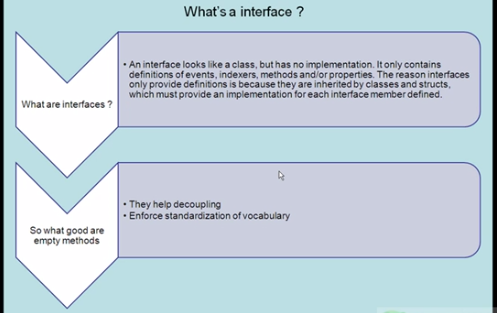 What's a interface ?
What are interfaces ?
• An interface looks like a class, but has no implementation. It only contains
definitions of events, indexers, methods and/or properties. The reason interfaces
only provide definitions is because they are inherited by classes and structs,
which must provide an implementation for each interface member defined.
So what good are
empty methods
• They help decoupling
• Enforce standardization of vocabulary